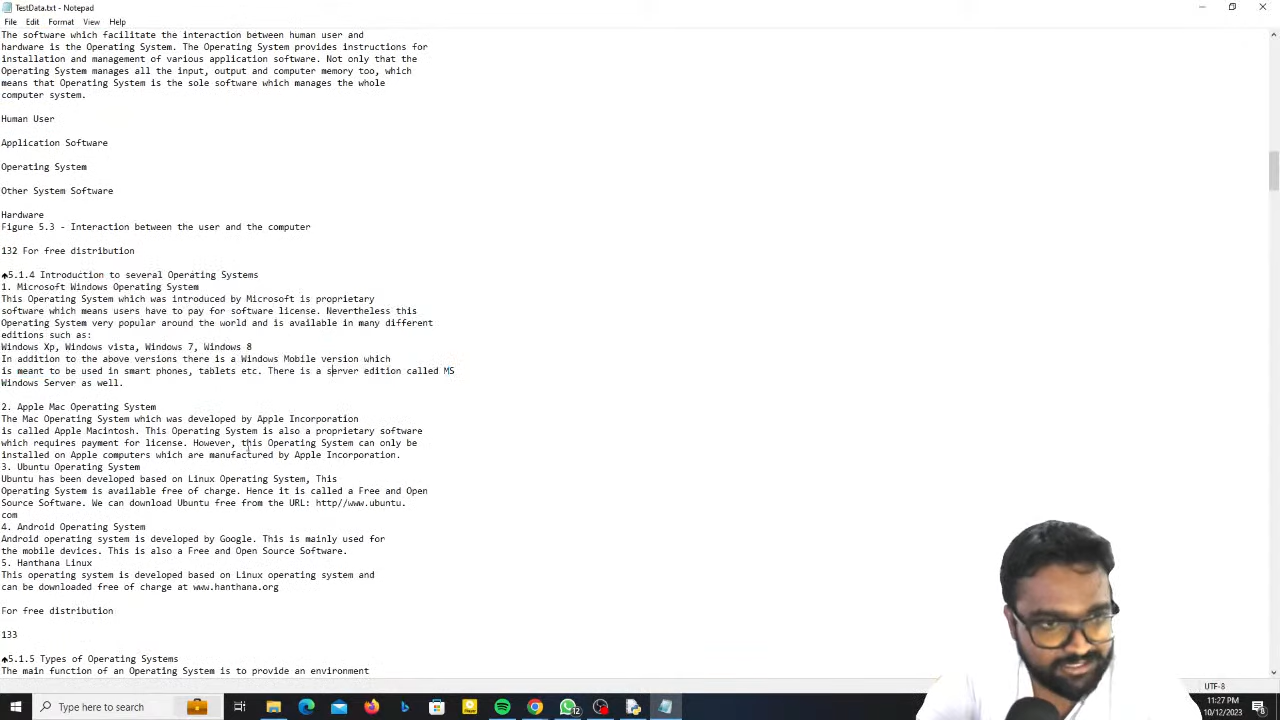 TestData.txt - Notepad
File Edit Format View Help
The software which facilitate the interaction between human user and
hardware is the Operating System. The Operating System provides instructions for
installation and management of various application software. Not only that the
Operating System manages all the input, output and computer memory too, which
means that Operating System is the sole software which manages the whole
computer system.
Human User
Application Software
Operating System
Other System Software
Hardware
Figure 5.3 - Interaction between the user and the computer
132 For free distribution
5.1.4 Introduction to several Operating Systems
1. Microsoft Windows Operating System
This Operating System which was introduced by Microsoft is proprietary
software which means users have to pay for software license. Nevertheless this
Operating System very popular around the world and is available in many different
editions such as:
Windows Xp, Windows vista, Windows 7, Windows 8
In addition to the above versions there is a Windows Mobile version which
is meant to be used in smart phones, tablets etc. There is a server edition called MS
Windows Server as well.
2. Apple Mac Operating System
The Mac Operating System which was developed by Apple Incorporation
is called Apple Macintosh. This Operating System is also a proprietary software
which requires payment for license. However, this Operating System can only be
installed on Apple computers which are manufactured by Apple Incorporation.
3. Ubuntu Operating System
Ubuntu has been developed based on Linux Operating System, This
Operating System is available free of charge. Hence it is called a Free and Open
Source Software. We can download Ubuntu free from the URL: http//www.ubuntu.
com
4. Android Operating System
Android operating system is developed by Google. This is mainly used for
the mobile devices. This is also a Free and Open Source Software.
5. Hanthana Linux
This operating system is developed based on Linux operating system and
can be downloaded free of charge at www.hanthana.org
For free distribution
133
5.1.5 Types of Operating Systems
The main function of an Operating System is to provide an environment
UTF-8
Type here to search
12
11:27 PM
10/12/2023
8